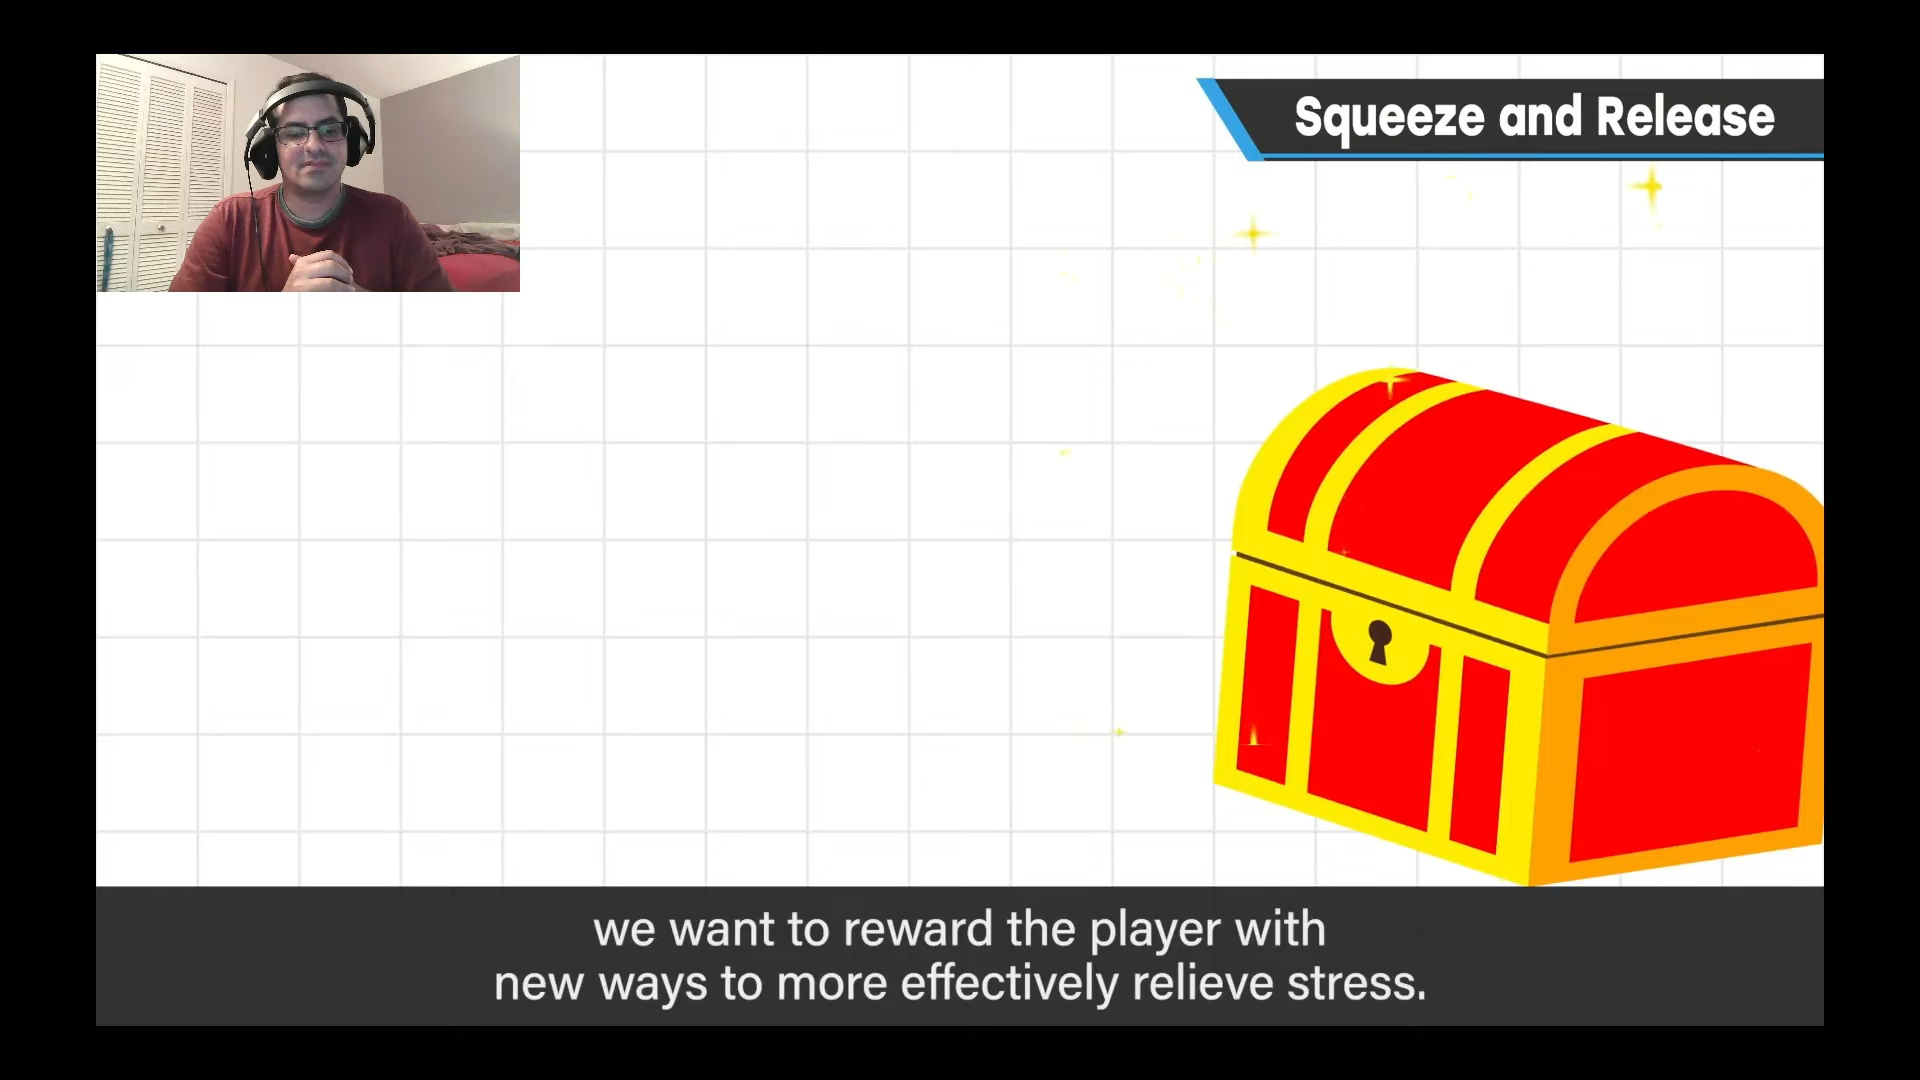 Squeeze and Release
we want to reward the player with
new ways to more effectively relieve stress.